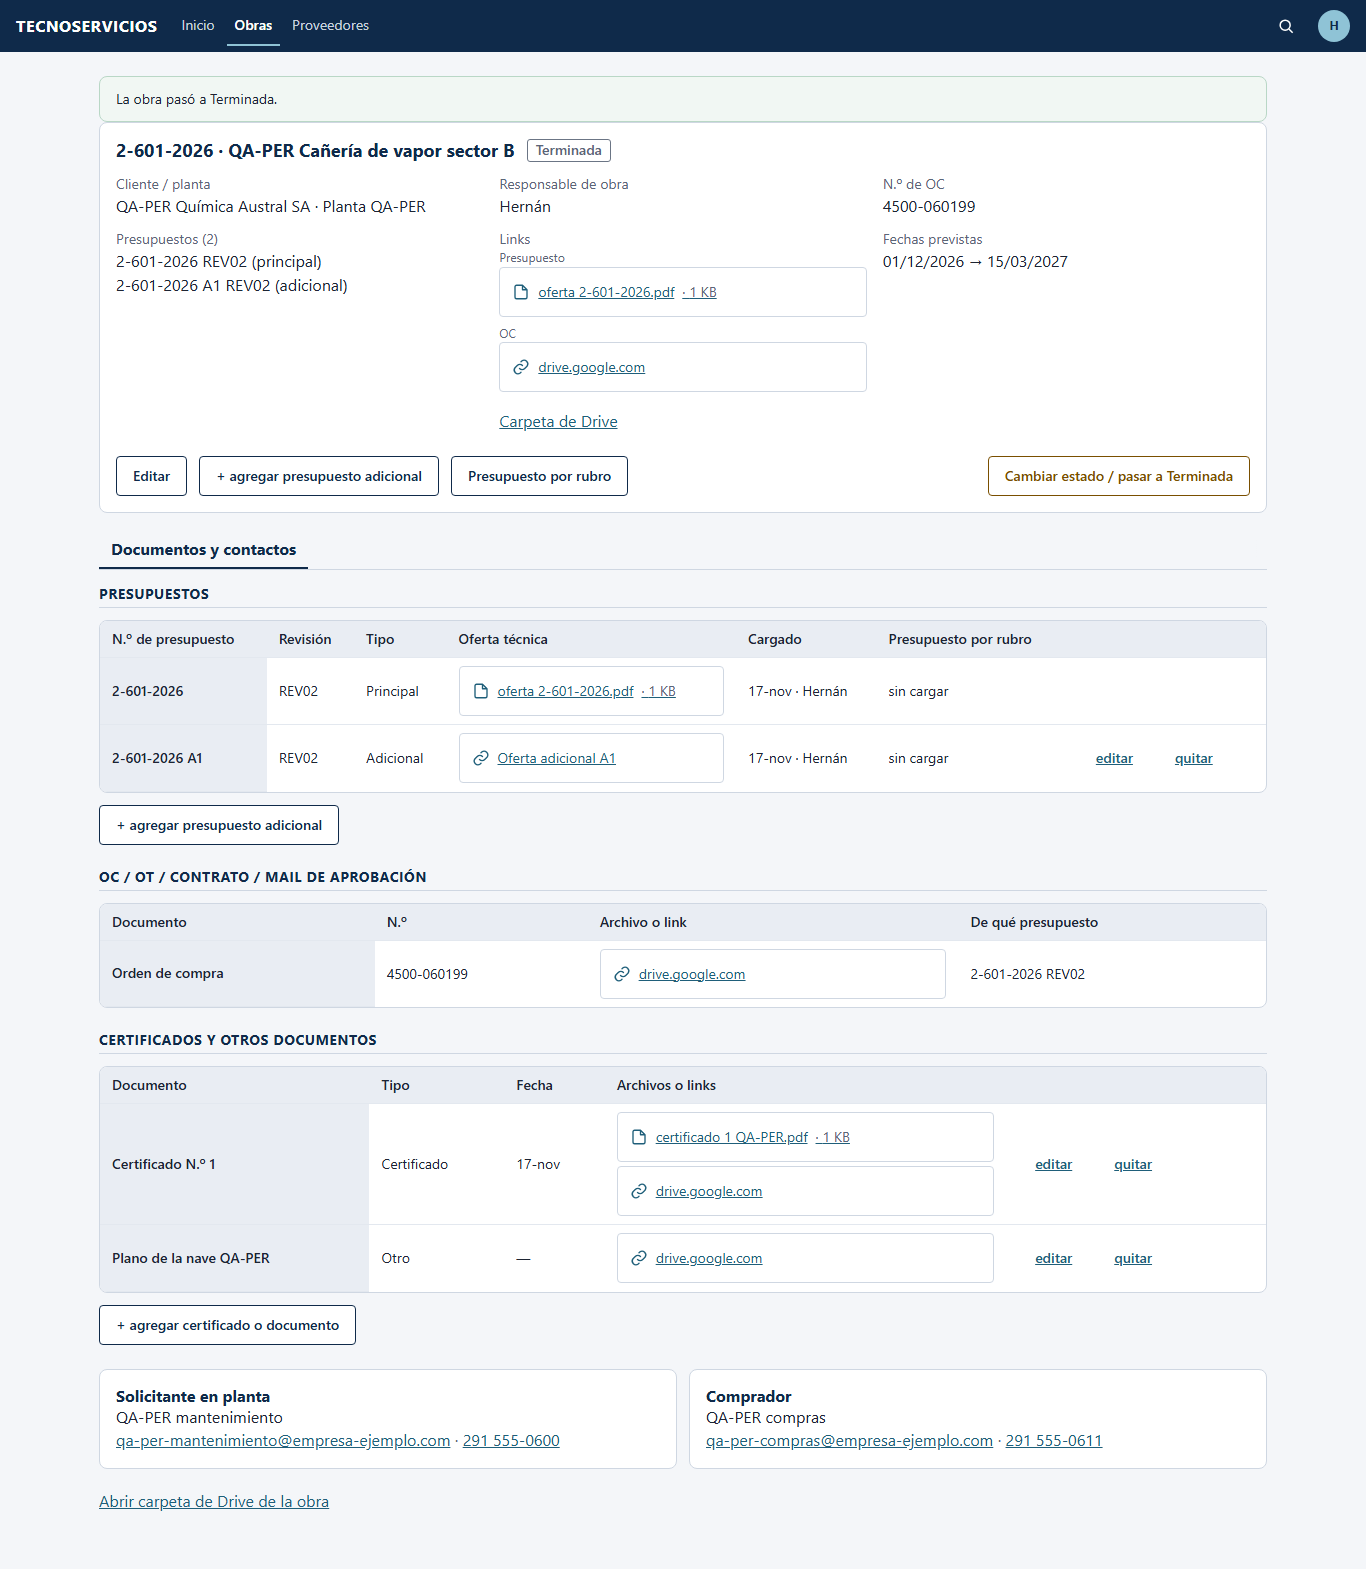 TECNOSERVICIOS Inicio Obras Proveedores H
La obra pasó a Terminada.
2-601-2026 · QA-PER Cañería de vapor sector B Terminada
Cliente / planta
QA-PER Química Austral SA · Planta QA-PER
Responsable de obra
Hernán
N.º de OC
4500-060199
Presupuestos (2)
2-601-2026 REV02 (principal)
2-601-2026 A1 REV02 (adicional)
Links
Presupuesto
oferta 2-601-2026.pdf · 1 KB
OC
drive.google.com
Carpeta de Drive
Fechas previstas
01/12/2026 → 15/03/2027
Editar + agregar presupuesto adicional Presupuesto por rubro Cambiar estado / pasar a Terminada
Documentos y contactos
PRESUPUESTOS
N.º de presupuesto Revisión Tipo Oferta técnica Cargado Presupuesto por rubro
2-601-2026 REV02 Principal oferta 2-601-2026.pdf · 1 KB 17-nov · Hernán sin cargar
2-601-2026 A1 REV02 Adicional Oferta adicional A1 17-nov · Hernán sin cargar editar quitar
+ agregar presupuesto adicional
OC / OT / CONTRATO / MAIL DE APROBACIÓN
Documento N.º Archivo o link De qué presupuesto
Orden de compra 4500-060199 drive.google.com 2-601-2026 REV02
CERTIFICADOS Y OTROS DOCUMENTOS
Documento Tipo Fecha Archivos o links
Certificado N.º 1 Certificado 17-nov certificado 1 QA-PER.pdf · 1 KB editar quitar
drive.google.com
Plano de la nave QA-PER Otro — drive.google.com editar quitar
+ agregar certificado o documento
Solicitante en planta
QA-PER mantenimiento
qa-per-mantenimiento@empresa-ejemplo.com · 291 555-0600
Comprador
QA-PER compras
qa-per-compras@empresa-ejemplo.com · 291 555-0611
Abrir carpeta de Drive de la obra